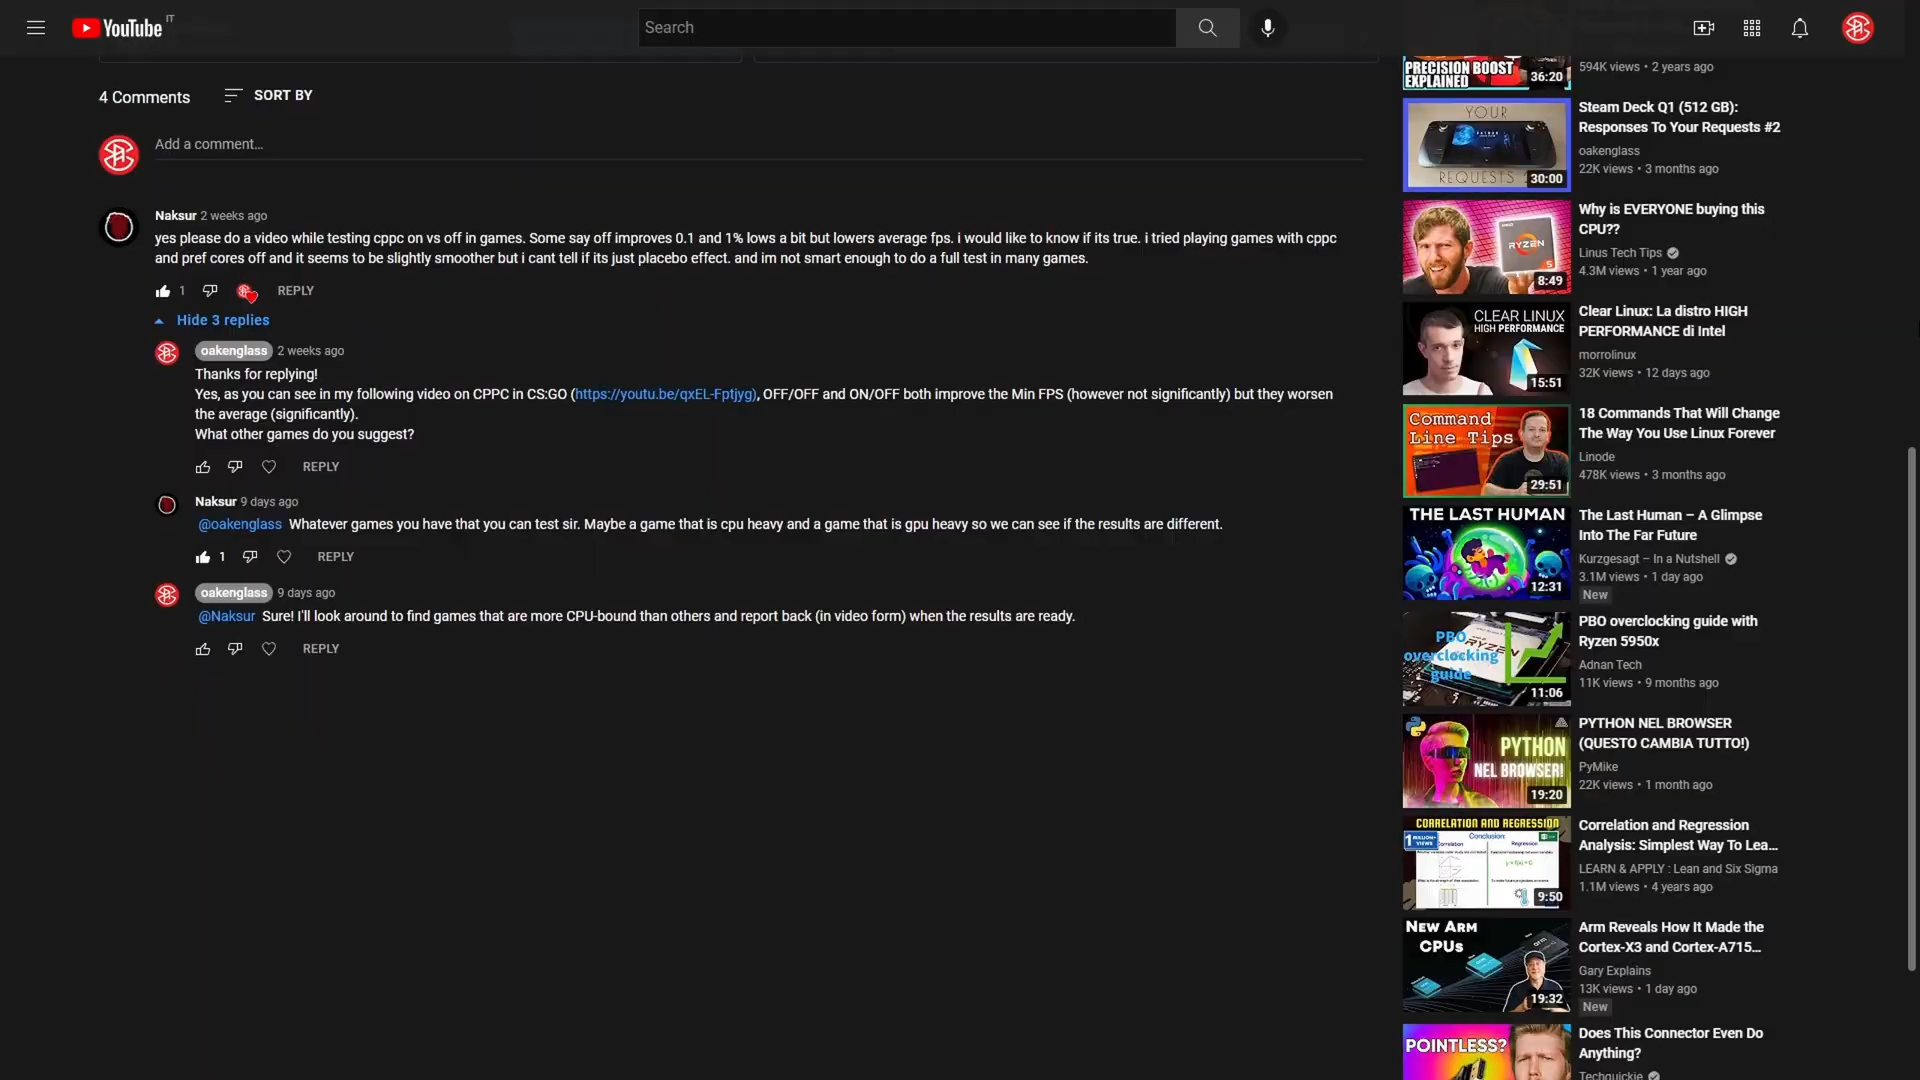 YouTube IT
Search
4 Comments
SORT BY
Add a comment...
Naksur 2 weeks ago
yes please do a video while testing cppc on vs off in games. Some say off improves 0.1 and 1% lows a bit but lowers average fps. i would like to know if its true. i tried playing games with cppc
and pref cores off and it seems to be slightly smoother but i cant tell if its just placebo effect. and im not smart enough to do a full test in many games.
1 REPLY
Hide 3 replies
oakenglass 2 weeks ago
Thanks for replying!
Yes, as you can see in my following video on CPPC in CS:GO (https://youtu.be/qxEL-Fptjyg), OFF/OFF and ON/OFF both improve the Min FPS (however not significantly) but they worsen
the average (significantly).
What other games do you suggest?
REPLY
Naksur 9 days ago
@oakenglass Whatever games you have that you can test sir. Maybe a game that is cpu heavy and a game that is gpu heavy so we can see if the results are different.
1 REPLY
oakenglass 9 days ago
@Naksur Sure! I'll look around to find games that are more CPU-bound than others and report back (in video form) when the results are ready.
REPLY
PRECISION BOOST
EXPLAINED
36:20
594K views • 2 years ago
YOUR
REQUESTS
30:00
Steam Deck Q1 (512 GB):
Responses To Your Requests #2
oakenglass
22K views • 3 months ago
RYZEN
5
8:49
Why is EVERYONE buying this
CPU??
Linus Tech Tips
4.3M views • 1 year ago
CLEAR LINUX
HIGH PERFORMANCE
15:51
Clear Linux: La distro HIGH
PERFORMANCE di Intel
morrolinux
32K views • 12 days ago
Command
Line Tips
29:51
18 Commands That Will Change
The Way You Use Linux Forever
Linode
478K views • 3 months ago
THE LAST HUMAN
12:31
The Last Human – A Glimpse
Into The Far Future
Kurzgesagt – In a Nutshell
3.1M views • 1 day ago
New
PBO
overclocking
guide
RYZEN
11:06
PBO overclocking guide with
Ryzen 5950x
Adnan Tech
11K views • 9 months ago
PYTHON
NEL BROWSER!
19:20
PYTHON NEL BROWSER
(QUESTO CAMBIA TUTTO!)
PyMike
22K views • 1 month ago
CORRELATION AND REGRESSION
1 MILLION+
VIEWS
Conclusion:
Correlation
Regression
9:50
Correlation and Regression
Analysis: Simplest Way To Lea...
LEARN & APPLY : Lean and Six Sigma
1.1M views • 4 years ago
NEW ARM
CPUS
arm
19:32
Arm Reveals How It Made the
Cortex-X3 and Cortex-A715...
Gary Explains
13K views • 1 day ago
New
POINTLESS?
Does This Connector Even Do
Anything?
Techquickie